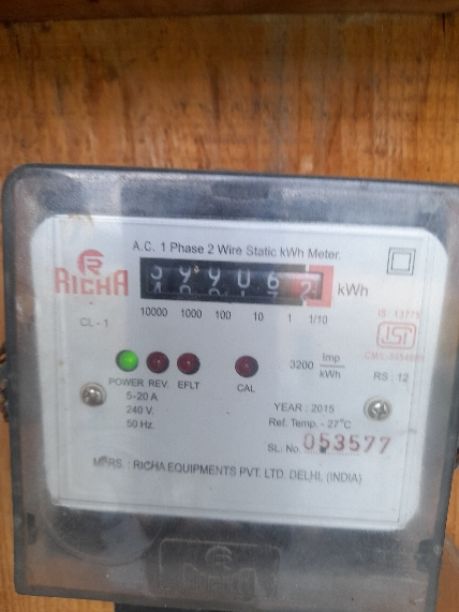 A.C. 1 Phase 2 Wire Static kWh Meter.
RICHA
kWh
CL - 1
10000 1000 100 10 1 1/10
IS 13779
ISI
3200 Imp/kWh
RS : 12
POWER REV. EFLT CAL
5-20 A
240 V.
50 Hz.
YEAR : 2015
Ref. Temp. - 27°C
SL. No. 053577
MFRS. : RICHA EQUIPMENTS PVT. LTD. DELHI, (INDIA)
RICHA